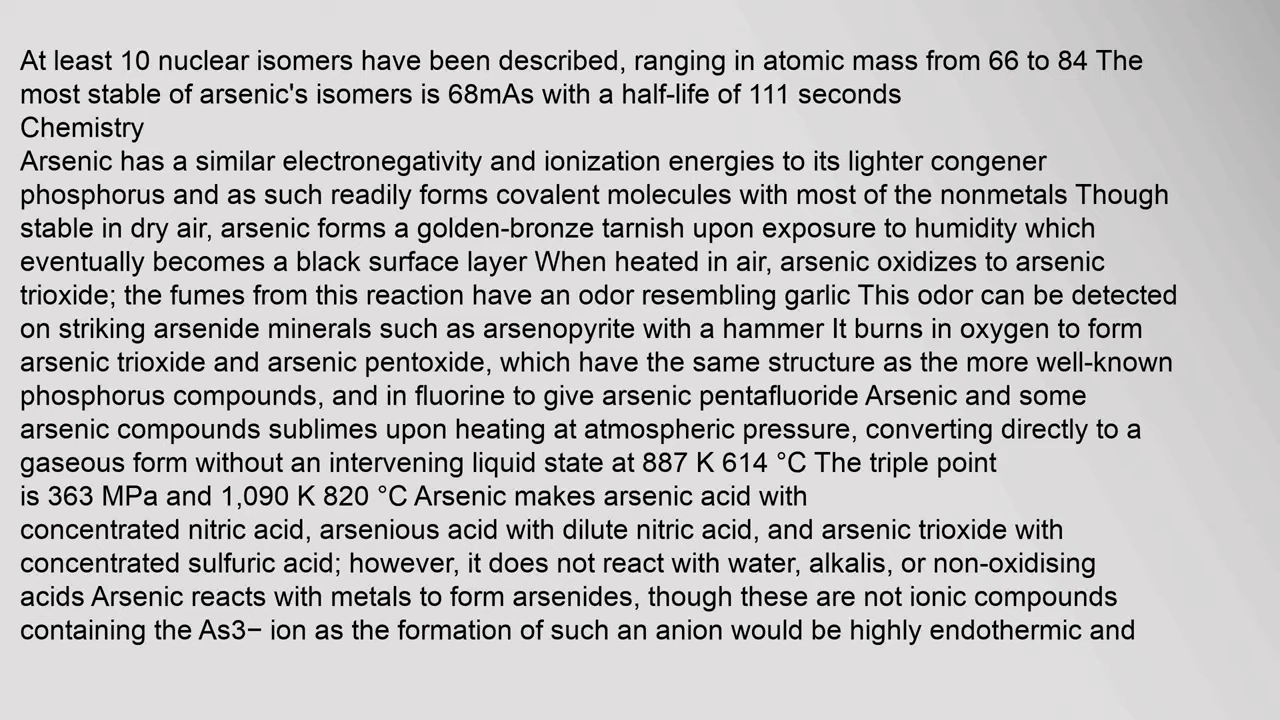 At least 10 nuclear isomers have been described, ranging in atomic mass from 66 to 84 The
most stable of arsenic's isomers is 68mAs with a half-life of 111 seconds
Chemistry
Arsenic has a similar electronegativity and ionization energies to its lighter congener
phosphorus and as such readily forms covalent molecules with most of the nonmetals Though
stable in dry air, arsenic forms a golden-bronze tarnish upon exposure to humidity which
eventually becomes a black surface layer When heated in air, arsenic oxidizes to arsenic
trioxide; the fumes from this reaction have an odor resembling garlic This odor can be detected
on striking arsenide minerals such as arsenopyrite with a hammer It burns in oxygen to form
arsenic trioxide and arsenic pentoxide, which have the same structure as the more well-known
phosphorus compounds, and in fluorine to give arsenic pentafluoride Arsenic and some
arsenic compounds sublimes upon heating at atmospheric pressure, converting directly to a
gaseous form without an intervening liquid state at 887 K 614 °C The triple point
is 363 MPa and 1,090 K 820 °C Arsenic makes arsenic acid with
concentrated nitric acid, arsenious acid with dilute nitric acid, and arsenic trioxide with
concentrated sulfuric acid; however, it does not react with water, alkalis, or non-oxidising
acids Arsenic reacts with metals to form arsenides, though these are not ionic compounds
containing the As3− ion as the formation of such an anion would be highly endothermic and